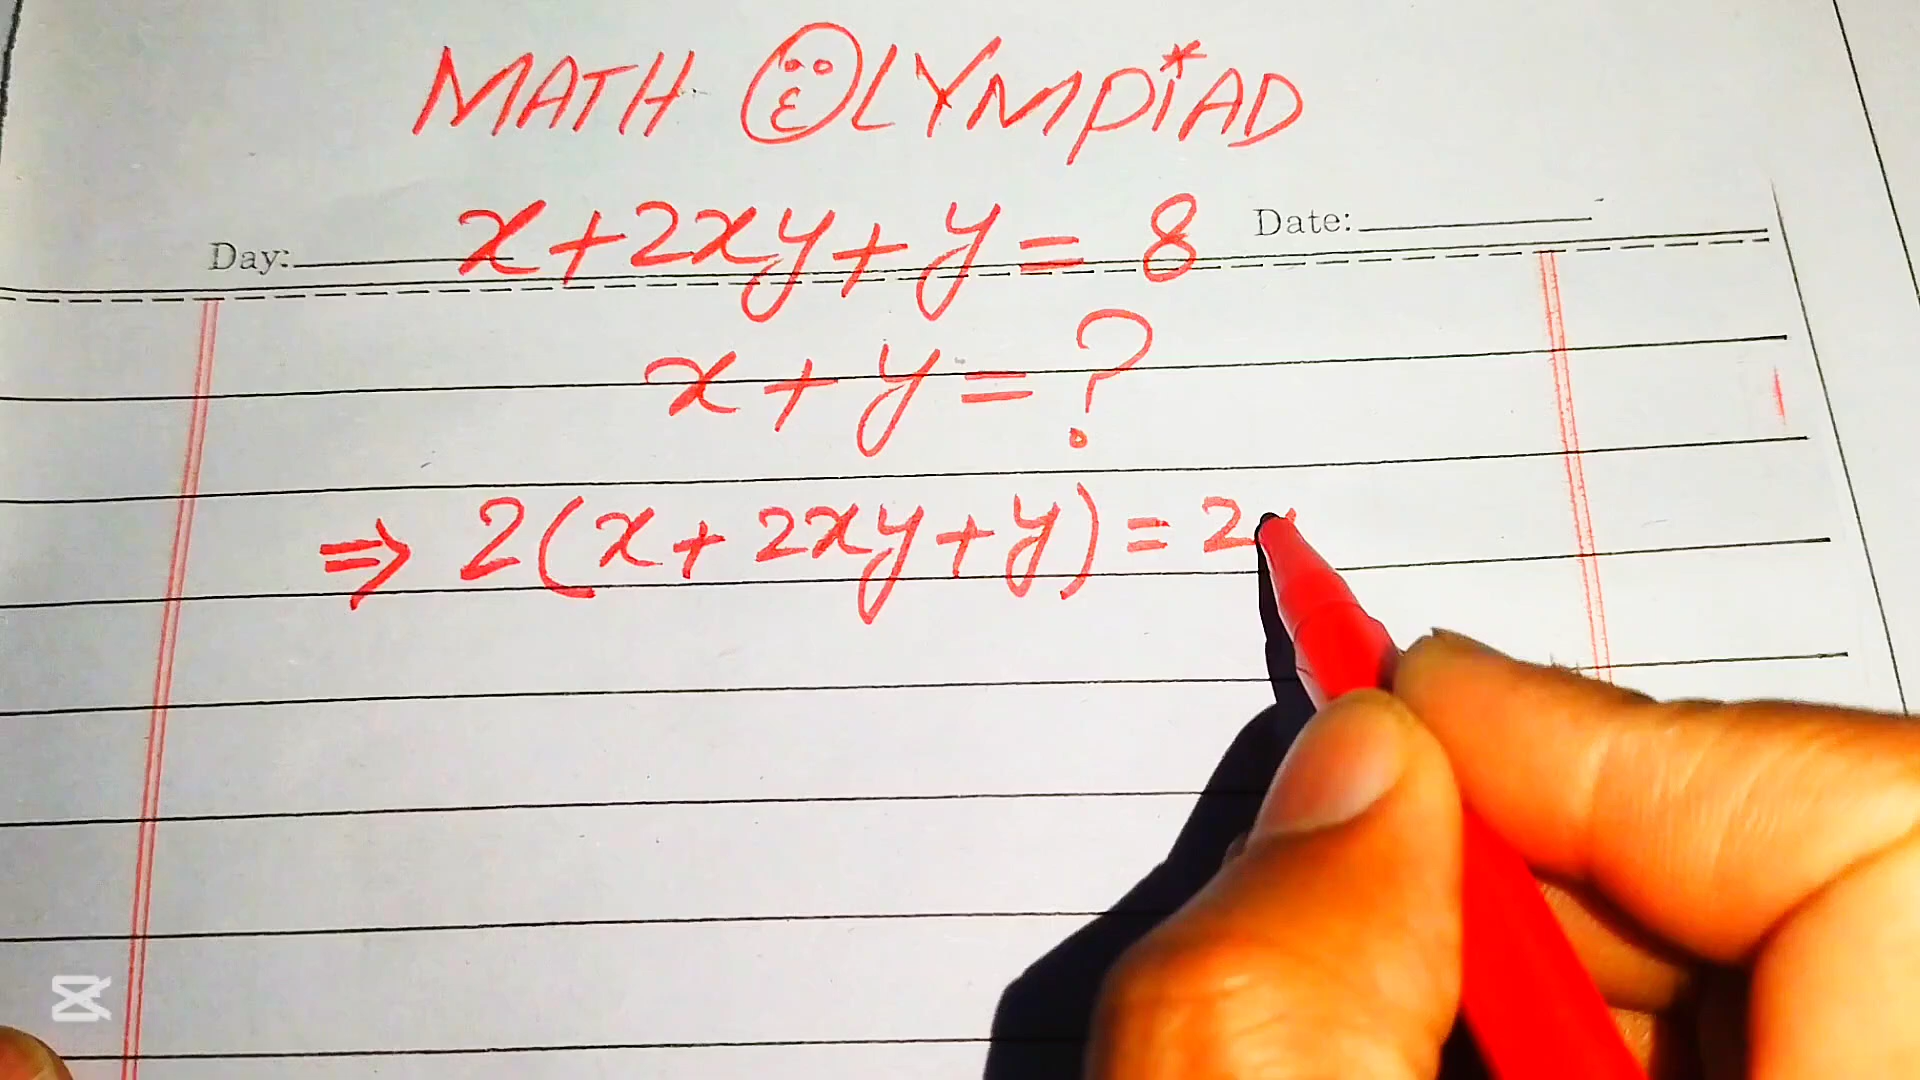 MATH OLYMPIAD
Day: x+2xy+y = 8 Date:
x+y=?
⇒ 2(x+2xy+y)=2